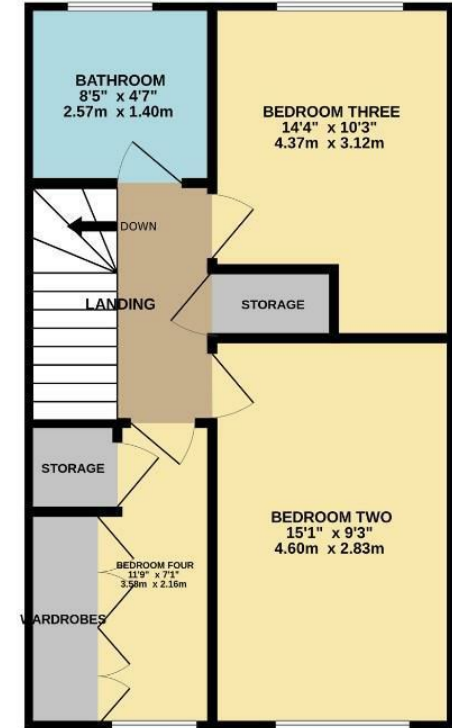 BATHROOM
8'5" x 4'7"
2.57m x 1.40m
BEDROOM THREE
14'4" x 10'3"
4.37m x 3.12m
DOWN
LANDING
STORAGE
STORAGE
BEDROOM TWO
15'1" x 9'3"
4.60m x 2.83m
BEDROOM FOUR
11'9" x 7'1"
3.58m x 2.16m
WARDROBES